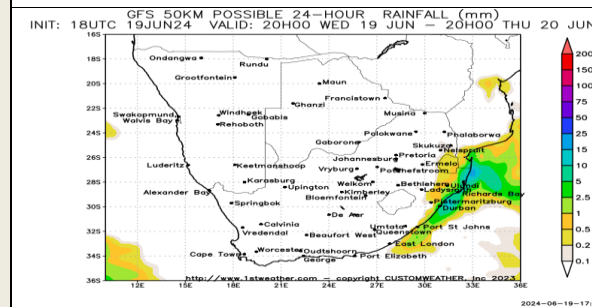 GFS 50KM POSSIBLE 24-HOUR RAINFALL (mm)
INIT: 18UTC 19JUN24 VALID: 20H00 WED 19 JUN - 20H00 THU 20 JUN
16S
18S
20S
22S
24S
26S
28S
30S
32S
34S
36S
Ondangwa
Rundu
Grootfontein
Maun
Francistown
Ghanzi
Windhoek
Gobabis
Swakopmund
Walvis Bay
Rehoboth
Musina
Polokwane
Phalaborwa
Gaborone
Skukuza
Nelspruit
Pretoria
Johannesburg
Ermelo
Luderitz
Keetmanshoop
Vryburg
Potchefstroom
Karasburg
Alexander Bay
Upington
Welkom
Kimberley
Bloemfontein
Bethlehem
Ulundi
Ladysmith
Richards Bay
Pietermaritzburg
Durban
Springbok
De Aar
Calvinia
Vredendal
Beaufort West
Umtata
Queenstown
Port St Johns
East London
Cape Town
Worcester
Oudtshoorn
George
Port Elizabeth
http://www.1stweather.com - copyright CUSTOMWEATHER, Inc 2023
12E 15E 18E 21E 24E 27E 30E 33E 36E
200
150
100
75
50
25
15
10
5
2.5
1
0.5
0.2
0.1
2024-06-19-17: